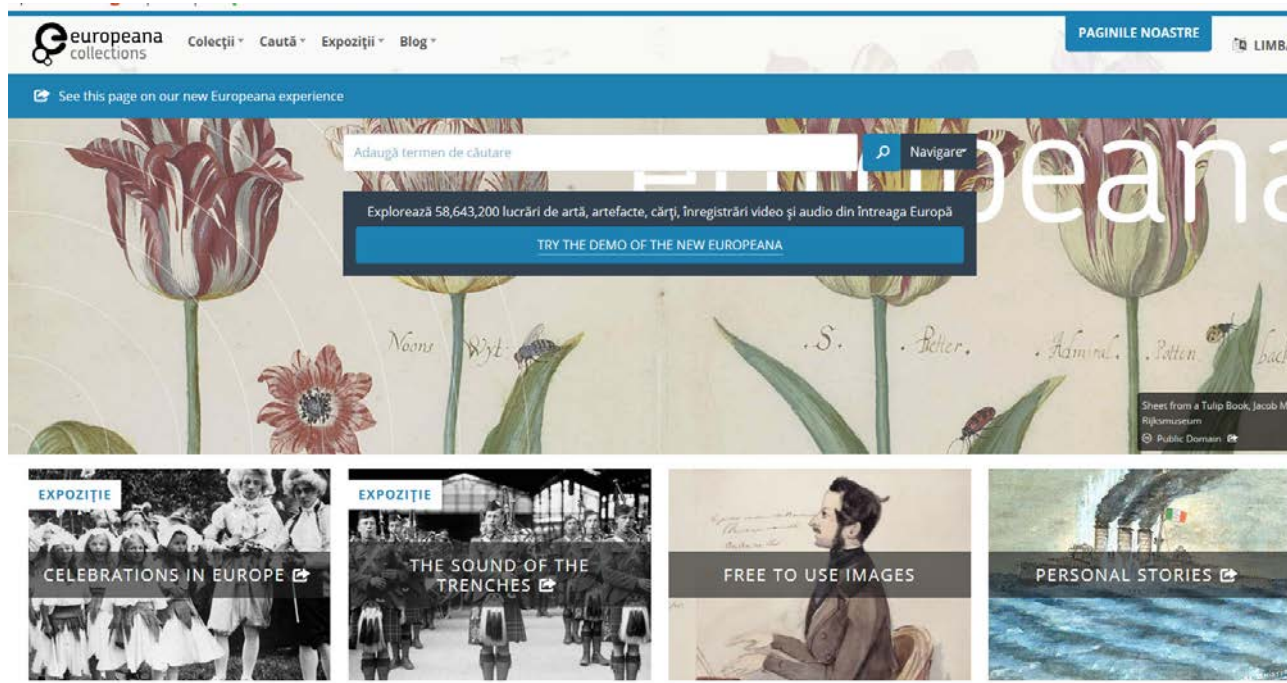 europeana
collections
Colecții
Caută
Expoziții
Blog
PAGINILE NOASTRE
See this page on our new Europeana experience
Adaugă termen de căutare
Navigare
europeana
Explorează 58,643,200 lucrări de artă, artefacte, cărți, înregistrări video și audio din întreaga Europă
TRY THE DEMO OF THE NEW EUROPEANA
Noons Wyt.
.S. Pieter.
Admiral.
Sheet from a Tulip Book, Jacob M
Rijksmuseum
Public Domain
EXPOZIȚIE
CELEBRATIONS IN EUROPE
EXPOZIȚIE
THE SOUND OF THE
TRENCHES
FREE TO USE IMAGES
PERSONAL STORIES